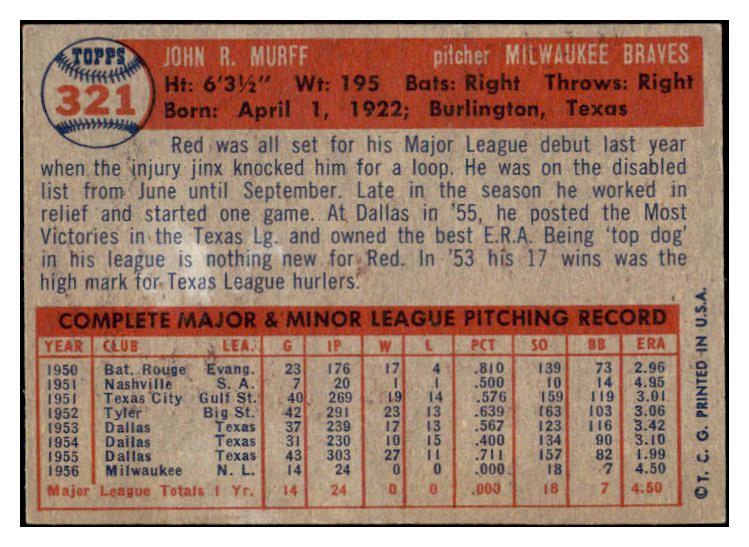 TOPPS
321
JOHN R. MURFF pitcher MILWAUKEE BRAVES
Ht: 6'3½" Wt: 195 Bats: Right Throws: Right
Born: April 1, 1922; Burlington, Texas
Red was all set for his Major League debut last year
when the injury jinx knocked him for a loop. He was on the disabled
list from June until September. Late in the season he worked in
relief and started one game. At Dallas in '55, he posted the Most
Victories in the Texas Lg. and owned the best E.R.A. Being 'top dog'
in his league is nothing new for Red. In '53 his 17 wins was the
high mark for Texas League hurlers.
COMPLETE MAJOR & MINOR LEAGUE PITCHING RECORD
YEAR CLUB LEA. G IP W L PCT SO BB ERA
1950 Bat. Rouge Evang. 23 176 17 4 .810 139 73 2.96
1951 Nashville S. A. 7 20 1 1 .500 10 14 4.95
1951 Texas City Gulf St. 40 269 19 14 .576 159 119 3.01
1952 Tyler Big St. 42 291 23 13 .639 163 103 3.06
1953 Dallas Texas 37 239 17 13 .567 123 116 3.42
1954 Dallas Texas 31 230 10 15 .400 134 90 3.10
1955 Dallas Texas 43 303 27 11 .711 157 82 1.99
1956 Milwaukee N. L. 14 24 0 0 .000 18 7 4.50
Major League Totals 1 Yr. 14 24 0 0 .000 18 7 4.50
© T. C. G. PRINTED IN U.S.A.